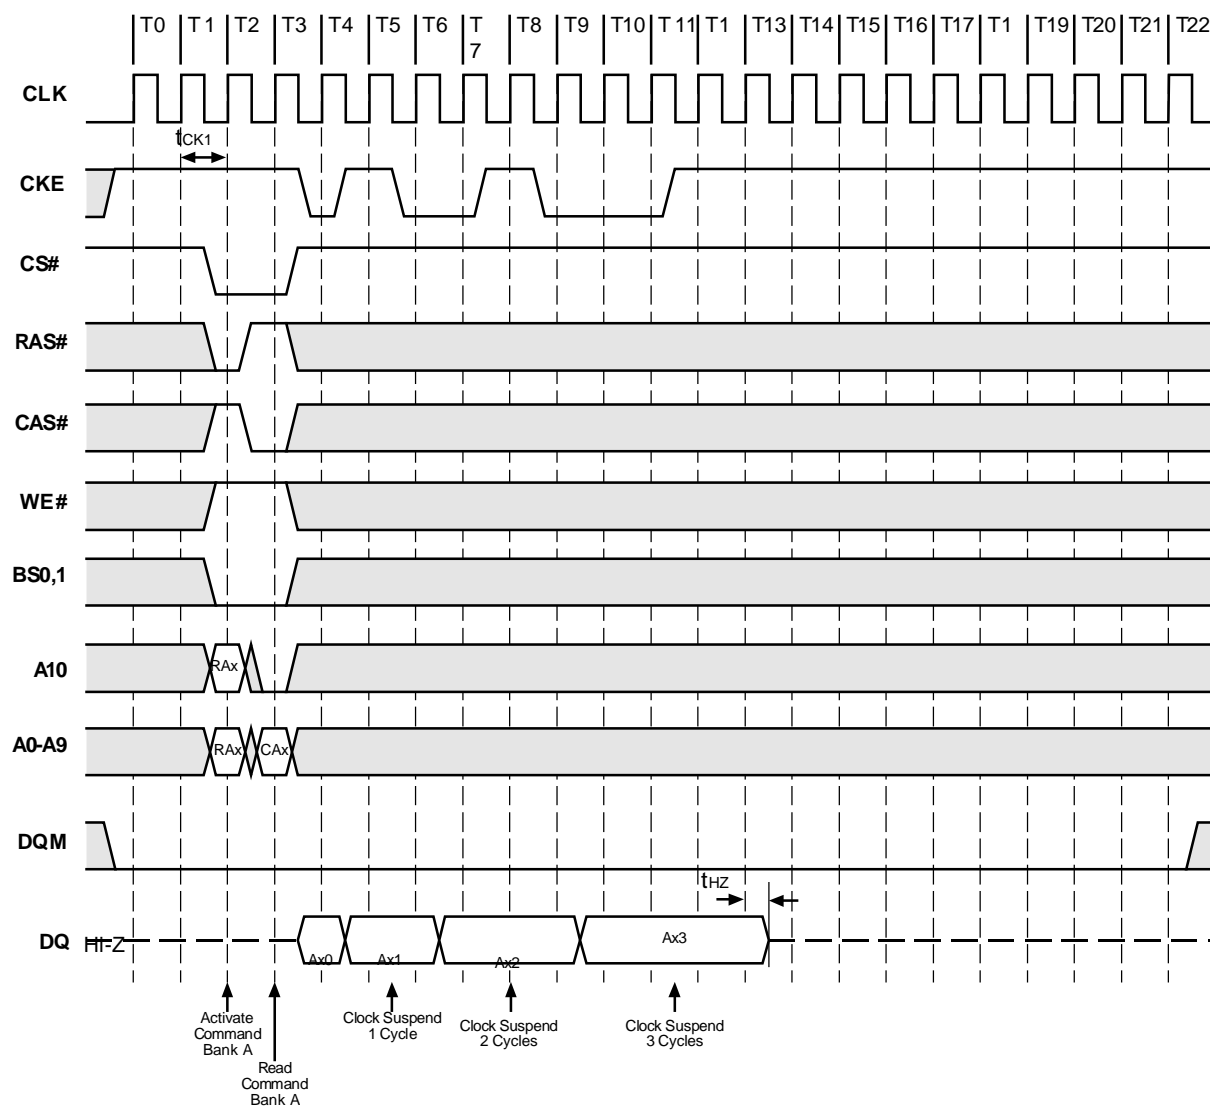 T0 T1 T2 T3 T4 T5 T6 T7 T8 T9 T10 T11 T1 T13 T14 T15 T16 T17 T1 T19 T20 T21 T22
CLK
tCK1
CKE
CS#
RAS#
CAS#
WE#
BS0,1
A10 RAx
A0-A9 RAx CAx
DQM
tHZ
DQ HI-Z Ax0 Ax1 Ax2 Ax3
Activate
Command
Bank A
Read
Command
Bank A
Clock Suspend
1 Cycle
Clock Suspend
2 Cycles
Clock Suspend
3 Cycles